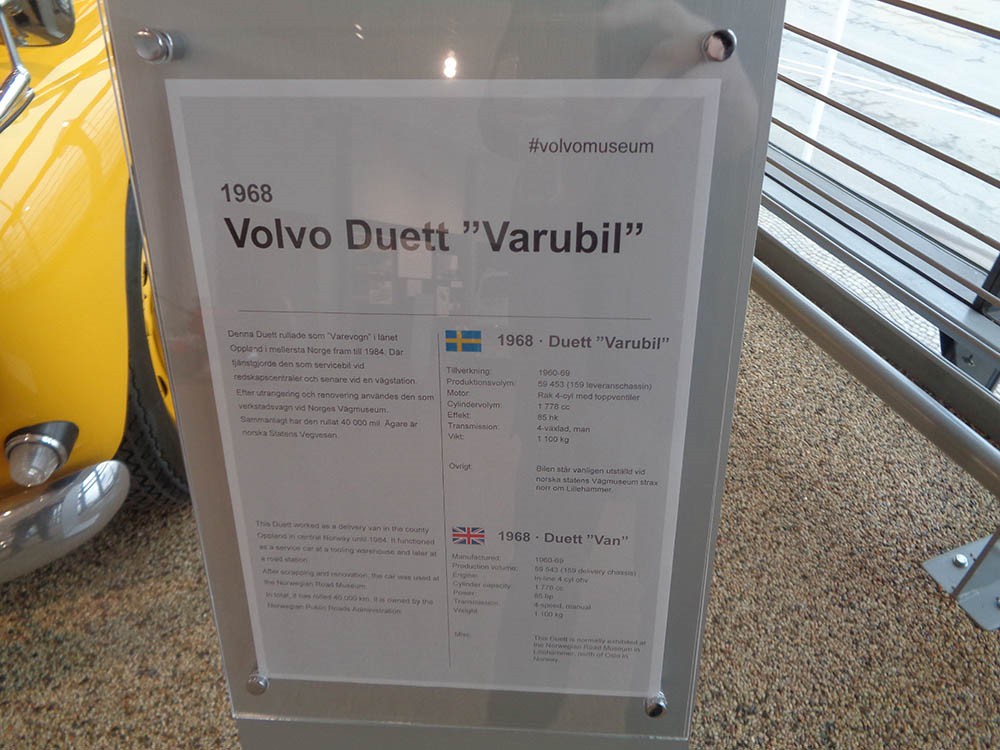 #volvomuseum
1968
Volvo Duett ”Varubil”
Denna Duett rullade som ”Varevogn” i länet
Oppland i mellersta Norge fram till 1984. Där
tjänstgjorde den som servicebil vid
redskapscentraler och senare vid en vägstation.
Efter utrangering och renovering användes den som
verkstadsvagn vid Norges Vägmuseum.
Sammanlagt har den rullat 40 000 mil. Ägare är
norska Statens Vegvesen.
1968 · Duett ”Varubil”
Tillverkning: 1960-69
Produktionsvolym: 59 453 (159 leveranschassin)
Motor: Rak 4-cyl med toppventiler
Cylindervolym: 1 778 cc
Effekt: 85 hk
Transmission: 4-växlad, man
Vikt: 1 100 kg
Övrigt: Bilen står vanligen utställd vid
norska statens Vägmuseum strax
norr om Lillehammer.
This Duett worked as a delivery van in the county
Oppland in central Norway until 1984. It functioned
as a service car at a tooling warehouse and later at
a road station.
After scrapping and renovation, the car was used at
the Norwegian Road Museum.
In total, it has rolled 40,000 km. It is owned by the
Norwegian Public Roads Administration
1968 · Duett ”Van”
Manufactured: 1960-69
Production volume: 59 543 (159 delivery chassis)
Engine: In-line 4 cyl ohv
Cylinder capacity: 1 778 cc
Power: 85 hp
Transmission: 4-speed, manual
Weight: 1 100 kg
Misc: This Duett is normally exhibited at
the Norwegian Road Museum in
Lillehammer, north of Oslo in
Norway.